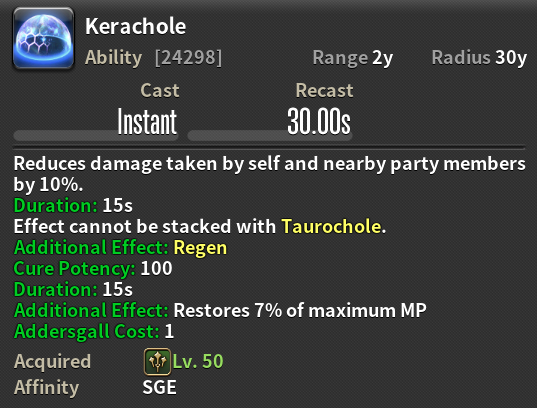 Kerachole
Ability [24298] Range 2y Radius 30y
Cast Recast
Instant 30.00s
Reduces damage taken by self and nearby party members
by 10%.
Duration: 15s
Effect cannot be stacked with Taurochole.
Additional Effect: Regen
Cure Potency: 100
Duration: 15s
Additional Effect: Restores 7% of maximum MP
Addersgall Cost: 1
Acquired Lv. 50
Affinity SGE